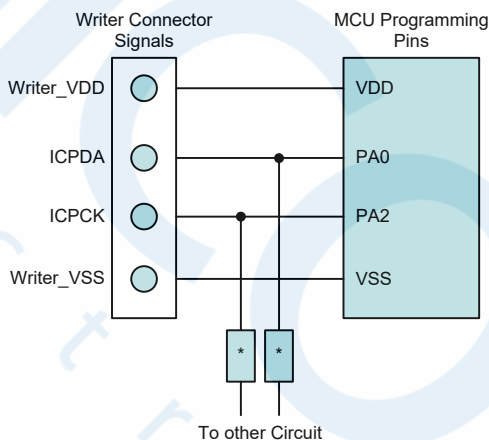 Writer Connector
Signals
MCU Programming
Pins
Writer_VDD
VDD
ICPDA
PA0
ICPCK
PA2
Writer_VSS
VSS
*
*
To other Circuit